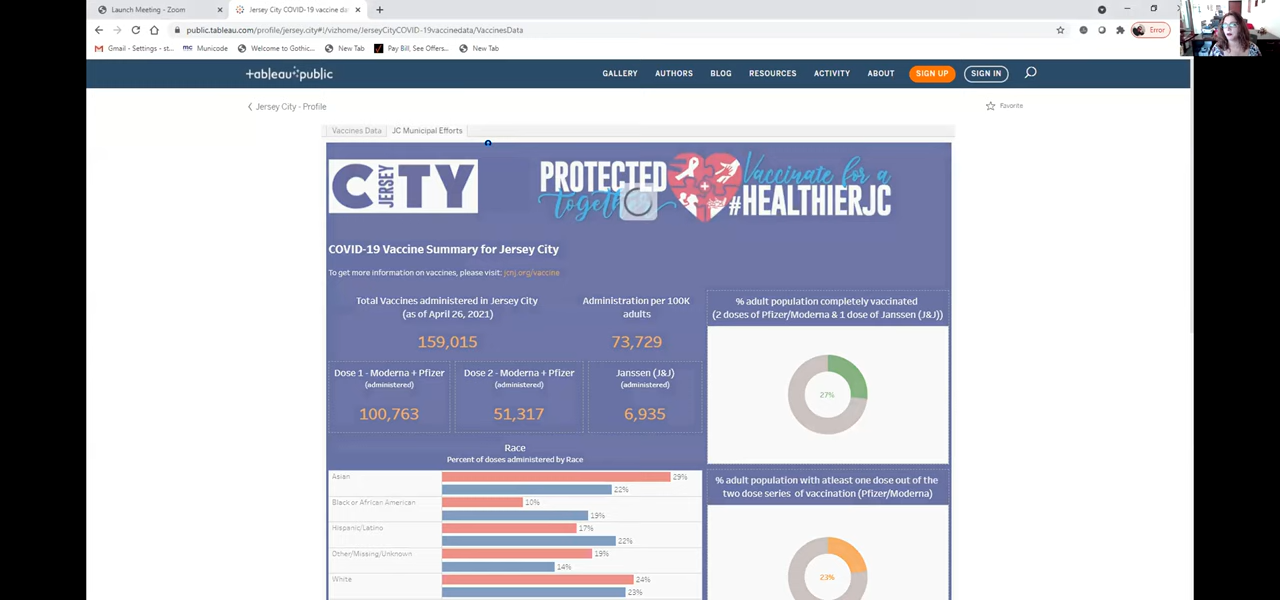 Launch Meeting - Zoom
Jersey City COVID-19 vaccine da
public.tableau.com/profile/jersey.city#!/vizhome/JerseyCityCOVID-19vaccinedata/VaccinesData
Error
Gmail - Settings - st...
Municode
Welcome to Gothic...
New Tab
Pay Bill, See Offers...
New Tab
tableau public
GALLERY
AUTHORS
BLOG
RESOURCES
ACTIVITY
ABOUT
SIGN UP
SIGN IN
Jersey City - Profile
Favorite
Vaccines Data
JC Municipal Efforts
JERSEY CITY
PROTECTED
together
Vaccinate for a
#HEALTHIERJC
COVID-19 Vaccine Summary for Jersey City
To get more information on vaccines, please visit: jcnj.org/vaccine
Total Vaccines administered in Jersey City
(as of April 26, 2021)
159,015
Administration per 100K
adults
73,729
Dose 1 - Moderna + Pfizer
(administered)
100,763
Dose 2 - Moderna + Pfizer
(administered)
51,317
Janssen (J&J)
(administered)
6,935
% adult population completely vaccinated
(2 doses of Pfizer/Moderna & 1 dose of Janssen (J&J))
27%
Race
Percent of doses administered by Race
Asian
29%
22%
Black or African American
10%
19%
Hispanic/Latino
17%
22%
Other/Missing/Unknown
19%
14%
White
24%
23%
% adult population with atleast one dose out of the
two dose series of vaccination (Pfizer/Moderna)
23%